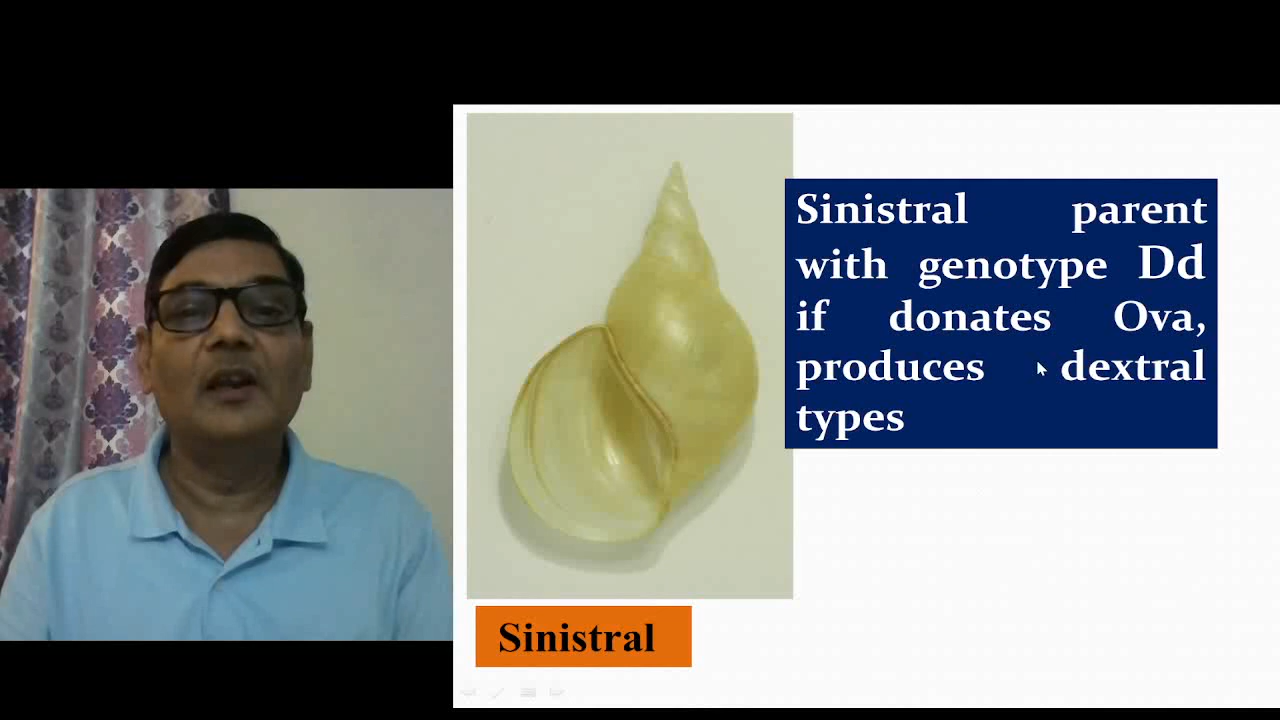 Sinistral parent
with genotype Dd
if donates Ova,
produces dextral
types
Sinistral